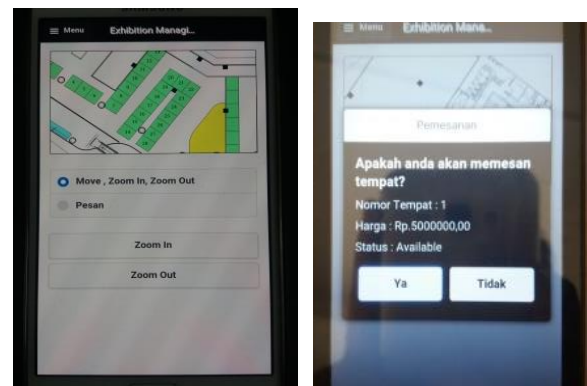 Menu Exhibition Managi...
Move , Zoom In, Zoom Out
Pesan
Zoom In
Zoom Out
Menu Exhibition Mana...
Pemesanan
Apakah anda akan memesan
tempat?
Nomor Tempat : 1
Harga : Rp.5000000,00
Status : Available
Ya Tidak